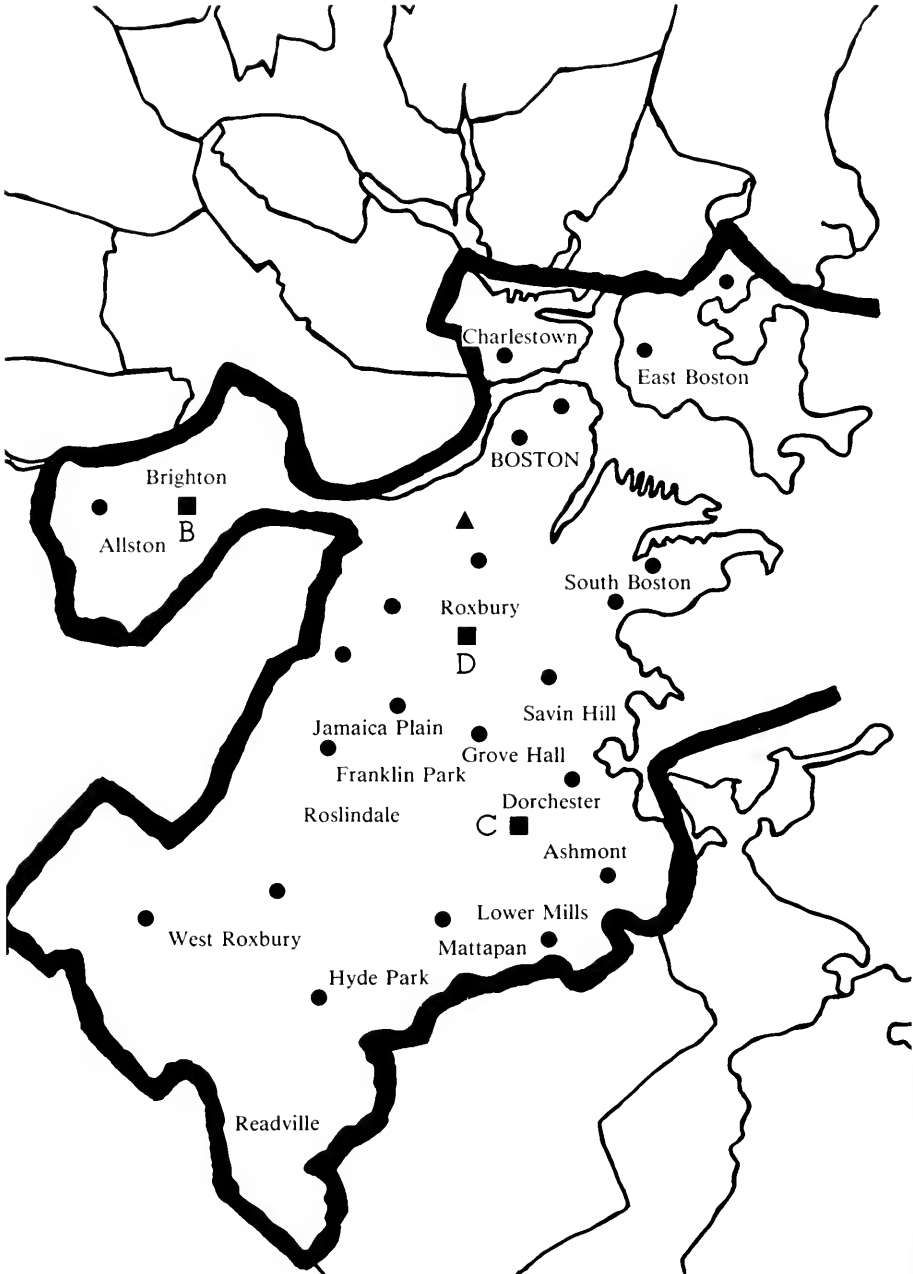 Charlestown
East Boston
BOSTON
Brighton
B
Allston
South Boston
Roxbury
D
Savin Hill
Jamaica Plain
Grove Hall
Franklin Park
Dorchester
Roslindale
C
Ashmont
Lower Mills
West Roxbury
Mattapan
Hyde Park
Readville